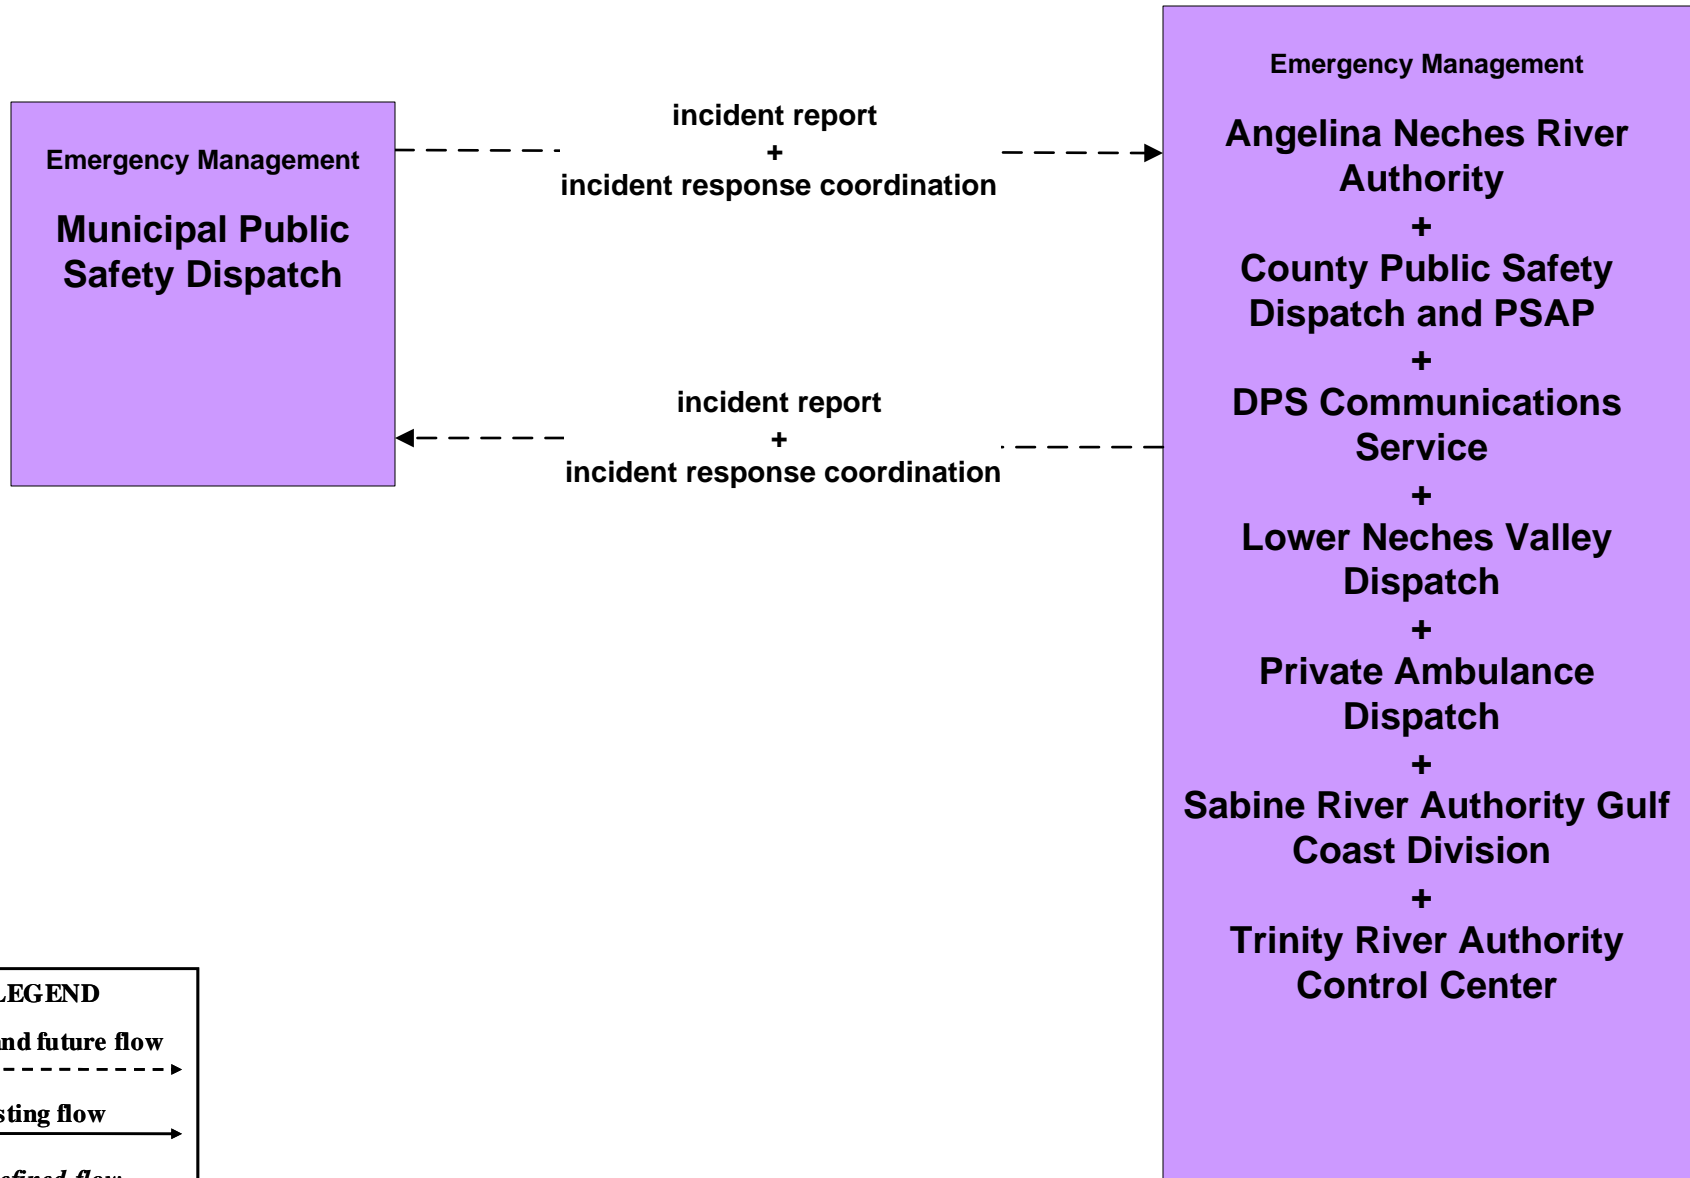 Emergency Management
Municipal Public
Safety Dispatch
incident report
+
incident response coordination
incident report
+
incident response coordination
Emergency Management
Angelina Neches River
Authority
+
County Public Safety
Dispatch and PSAP
+
DPS Communications
Service
+
Lower Neches Valley
Dispatch
+
Private Ambulance
Dispatch
+
Sabine River Authority Gulf
Coast Division
+
Trinity River Authority
Control Center
LEGEND
and future flow
flow
flow